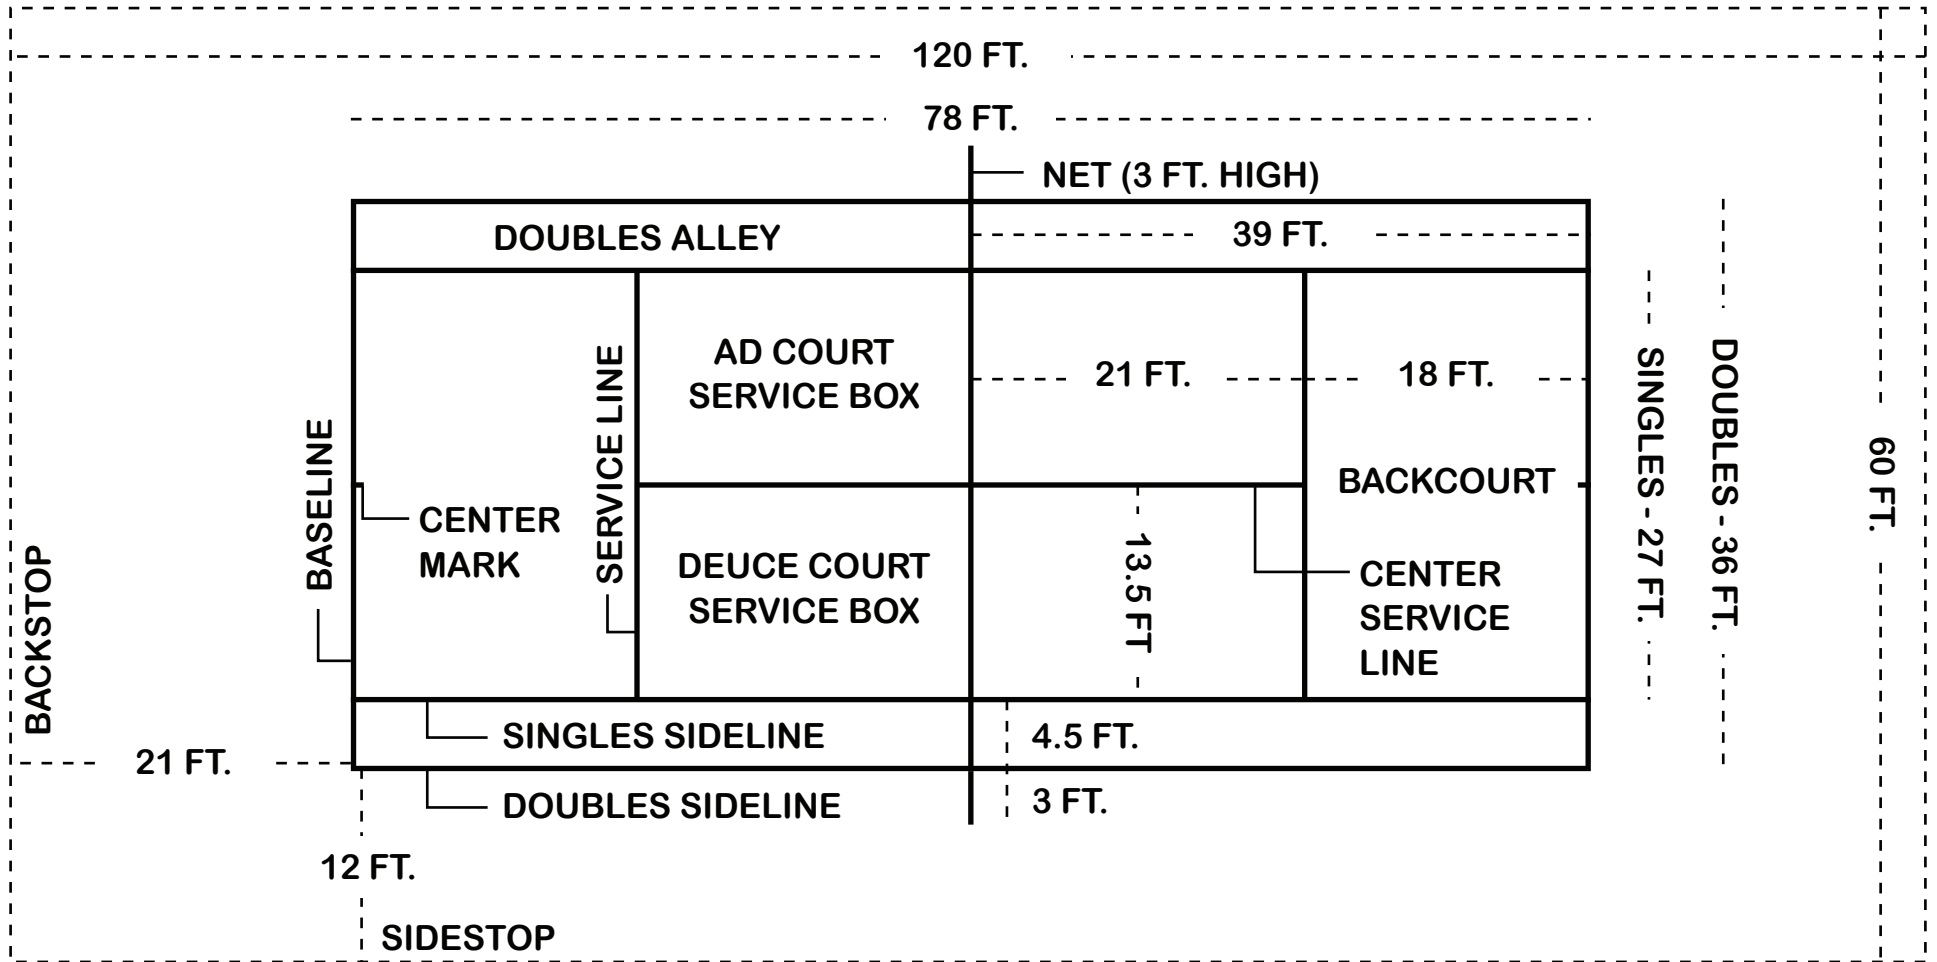 120 FT.
78 FT.
NET (3 FT. HIGH)
DOUBLES ALLEY
39 FT.
AD COURT
SERVICE BOX
21 FT.
18 FT.
BASELINE
SERVICE LINE
CENTER
MARK
BACKCOURT
SINGLES - 27 FT.
DOUBLES - 36 FT.
60 FT.
BACKSTOP
DEUCE COURT
SERVICE BOX
13.5 FT
CENTER
SERVICE
LINE
SINGLES SIDELINE
4.5 FT.
21 FT.
DOUBLES SIDELINE
3 FT.
12 FT.
SIDESTOP